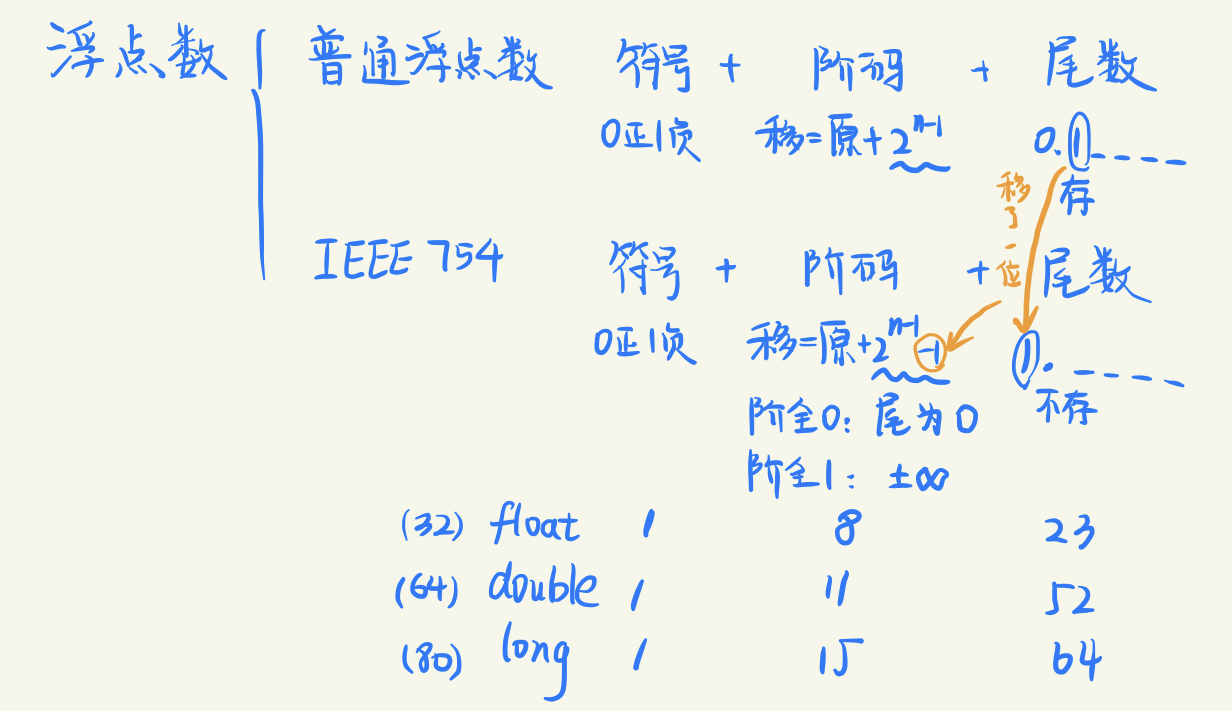 浮点数 { 普通浮点数 符号 + 阶码 + 尾数
0正1负 移=原+2^{n-1} 0.1----
存
移了一位
IEEE 754 符号 + 阶码 + 尾数
0正1负 移=原+2^{n-1}-1 1.----
不存
阶全0: 尾为0
阶全1: ±∞
(32) float 1 8 23
(64) double 1 11 52
(80) long 1 15 64